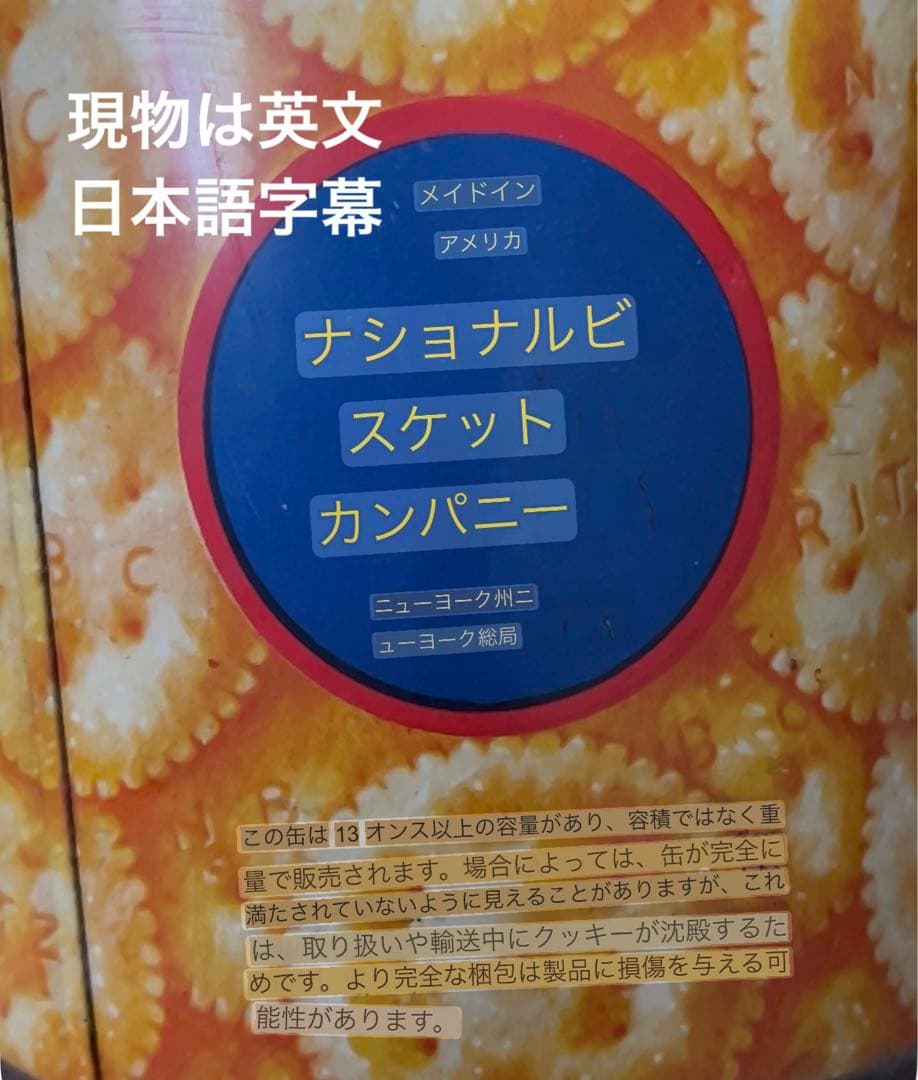 現物は英文
日本語字幕
メイドイン
アメリカ
ナショナルビ
スケット
カンパニー
ニューヨーク州ニ
ューヨーク総局
この缶は 13 オンス以上の容量があり、容積ではなく重
量で販売されます。場合によっては、缶が完全に
満たされていないように見えることがありますが、これ
は、取り扱いや輸送中にクッキーが沈殿するた
めです。より完全な梱包は製品に損傷を与える可
能性があります。
RIT
B C